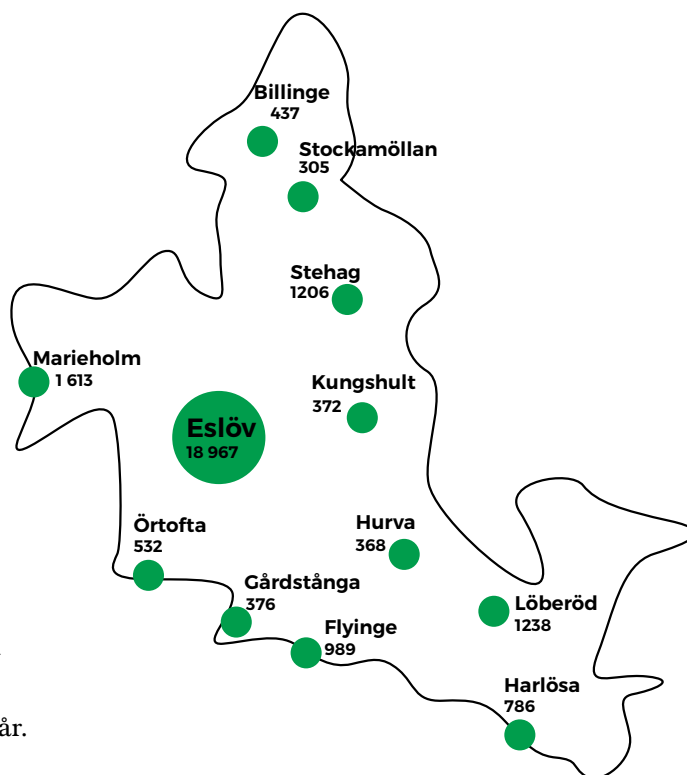 Billinge
437
Stockamöllan
305
Stehag
1206
Marieholm
1 613
Kungshult
372
Eslöv
18 967
Örtofta
532
Hurva
368
Gårdstånga
376
Löberöd
1238
Flyinge
989
Harlösa
786
år.